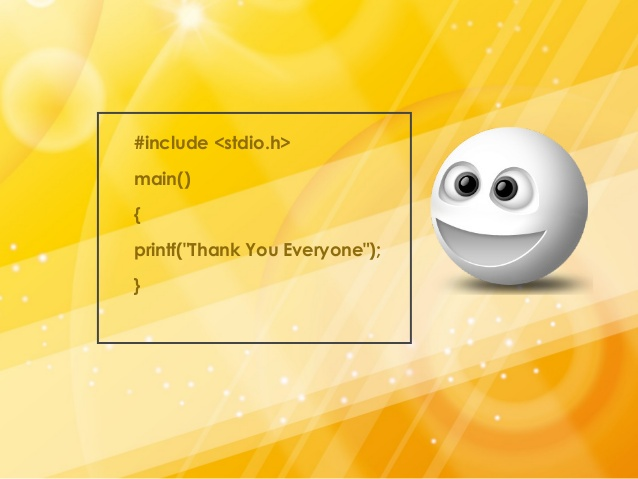 #include <stdio.h>
main()
{
printf("Thank You Everyone");
}